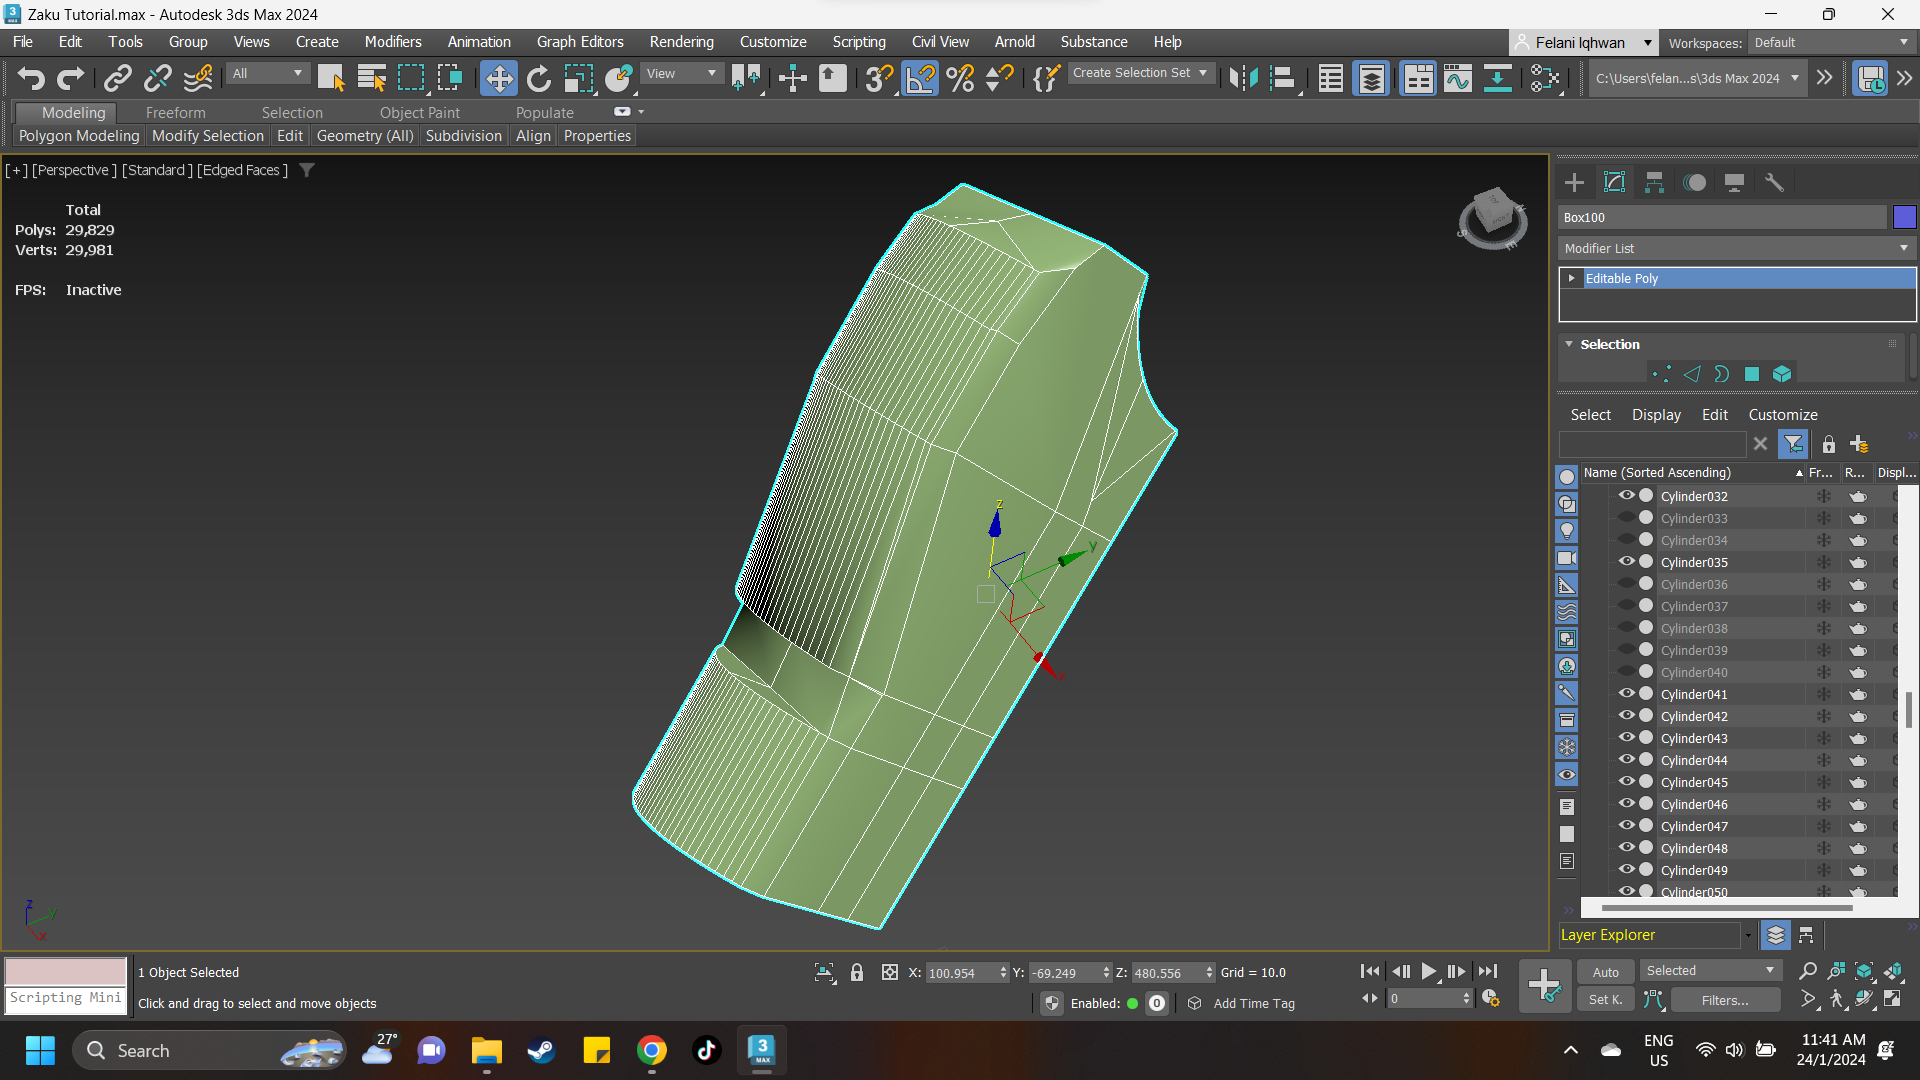 Zaku Tutorial.max - Autodesk 3ds Max 2024
File Edit Tools Group Views Create Modifiers Animation Graph Editors Rendering Customize Scripting Civil View Arnold Substance Help
Felani Iqhwan
Workspaces: Default
All
View
Create Selection Set
C:\Users\felan...s\3ds Max 2024
Modeling Freeform Selection Object Paint Populate
Polygon Modeling Modify Selection Edit Geometry (All) Subdivision Align Properties
[+] [Perspective ] [Standard ] [Edged Faces ]
Total
Polys: 29,829
Verts: 29,981
FPS: Inactive
Box100
Modifier List
Editable Poly
Selection
Select Display Edit Customize
Name (Sorted Ascending) Fr... R... Displ...
Cylinder032
Cylinder033
Cylinder034
Cylinder035
Cylinder036
Cylinder037
Cylinder038
Cylinder039
Cylinder040
Cylinder041
Cylinder042
Cylinder043
Cylinder044
Cylinder045
Cylinder046
Cylinder047
Cylinder048
Cylinder049
Cylinder050
Layer Explorer
z
y
x
z
y
x
1 Object Selected
X: 100.954 Y: -69.249 Z: 480.556 Grid = 10.0
Scripting Mini
Click and drag to select and move objects
Enabled: 0 Add Time Tag
0
Auto Selected
Set K. Filters...
Search
27°
3 MAX
ENG
US
11:41 AM
24/1/2024